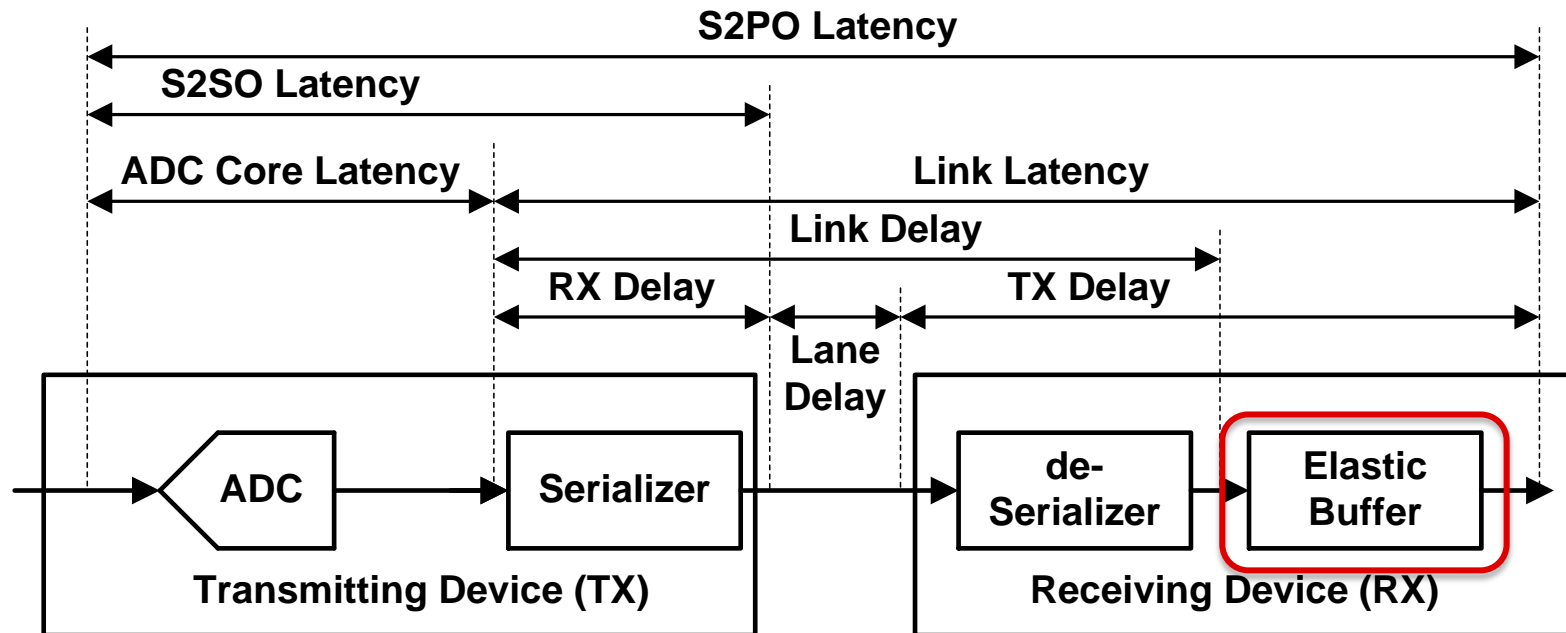 S2PO Latency
S2SO Latency
ADC Core Latency
Link Latency
Link Delay
RX Delay
TX Delay
Lane
Delay
ADC
Serializer
de-
Serializer
Elastic
Buffer
Transmitting Device (TX)
Receiving Device (RX)